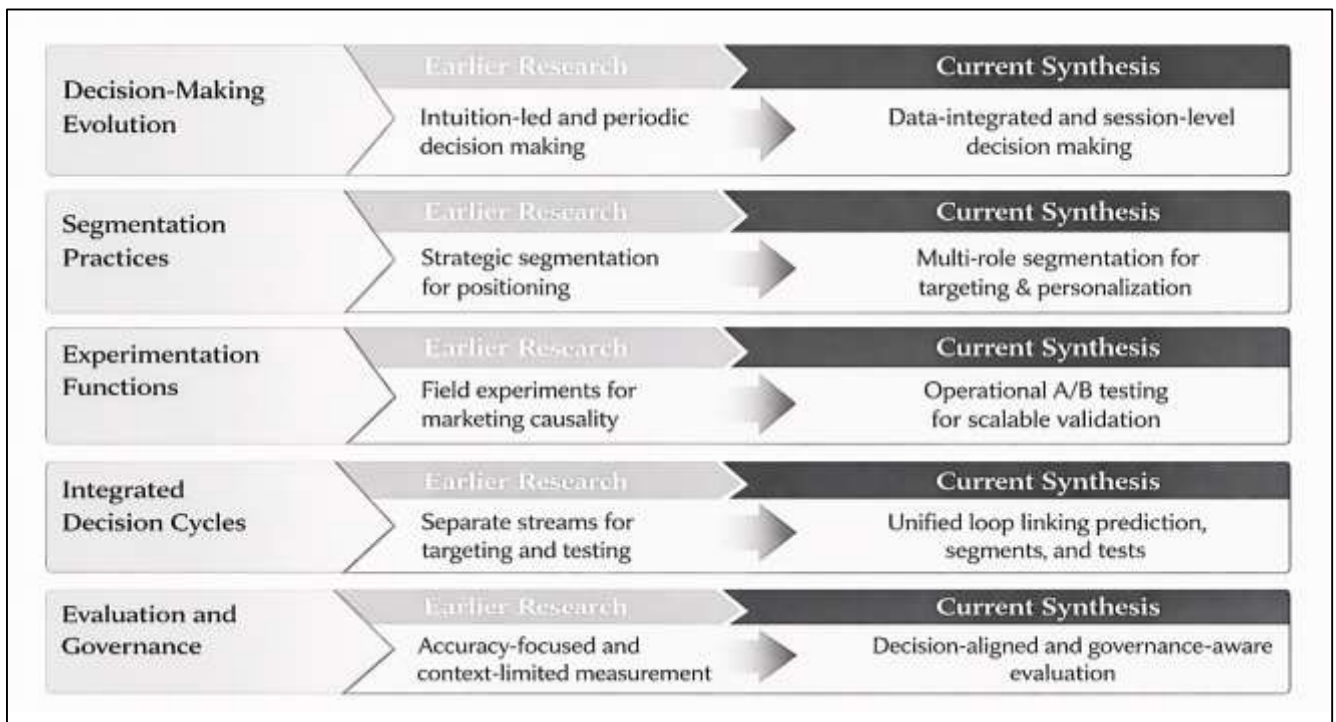 Decision-Making
Evolution
Earlier Research
Current Synthesis
Intuition-led and periodic
decision making
Data-integrated and session-level
decision making
Segmentation
Practices
Earlier Research
Current Synthesis
Strategic segmentation
for positioning
Multi-role segmentation for
targeting & personalization
Experimentation
Functions
Earlier Research
Current Synthesis
Field experiments for
marketing causality
Operational A/B testing
for scalable validation
Integrated
Decision Cycles
Earlier Research
Current Synthesis
Separate streams for
targeting and testing
Unified loop linking prediction,
segments, and tests
Evaluation and
Governance
Earlier Research
Current Synthesis
Accuracy-focused and
context-limited measurement
Decision-aligned and governance-aware
evaluation